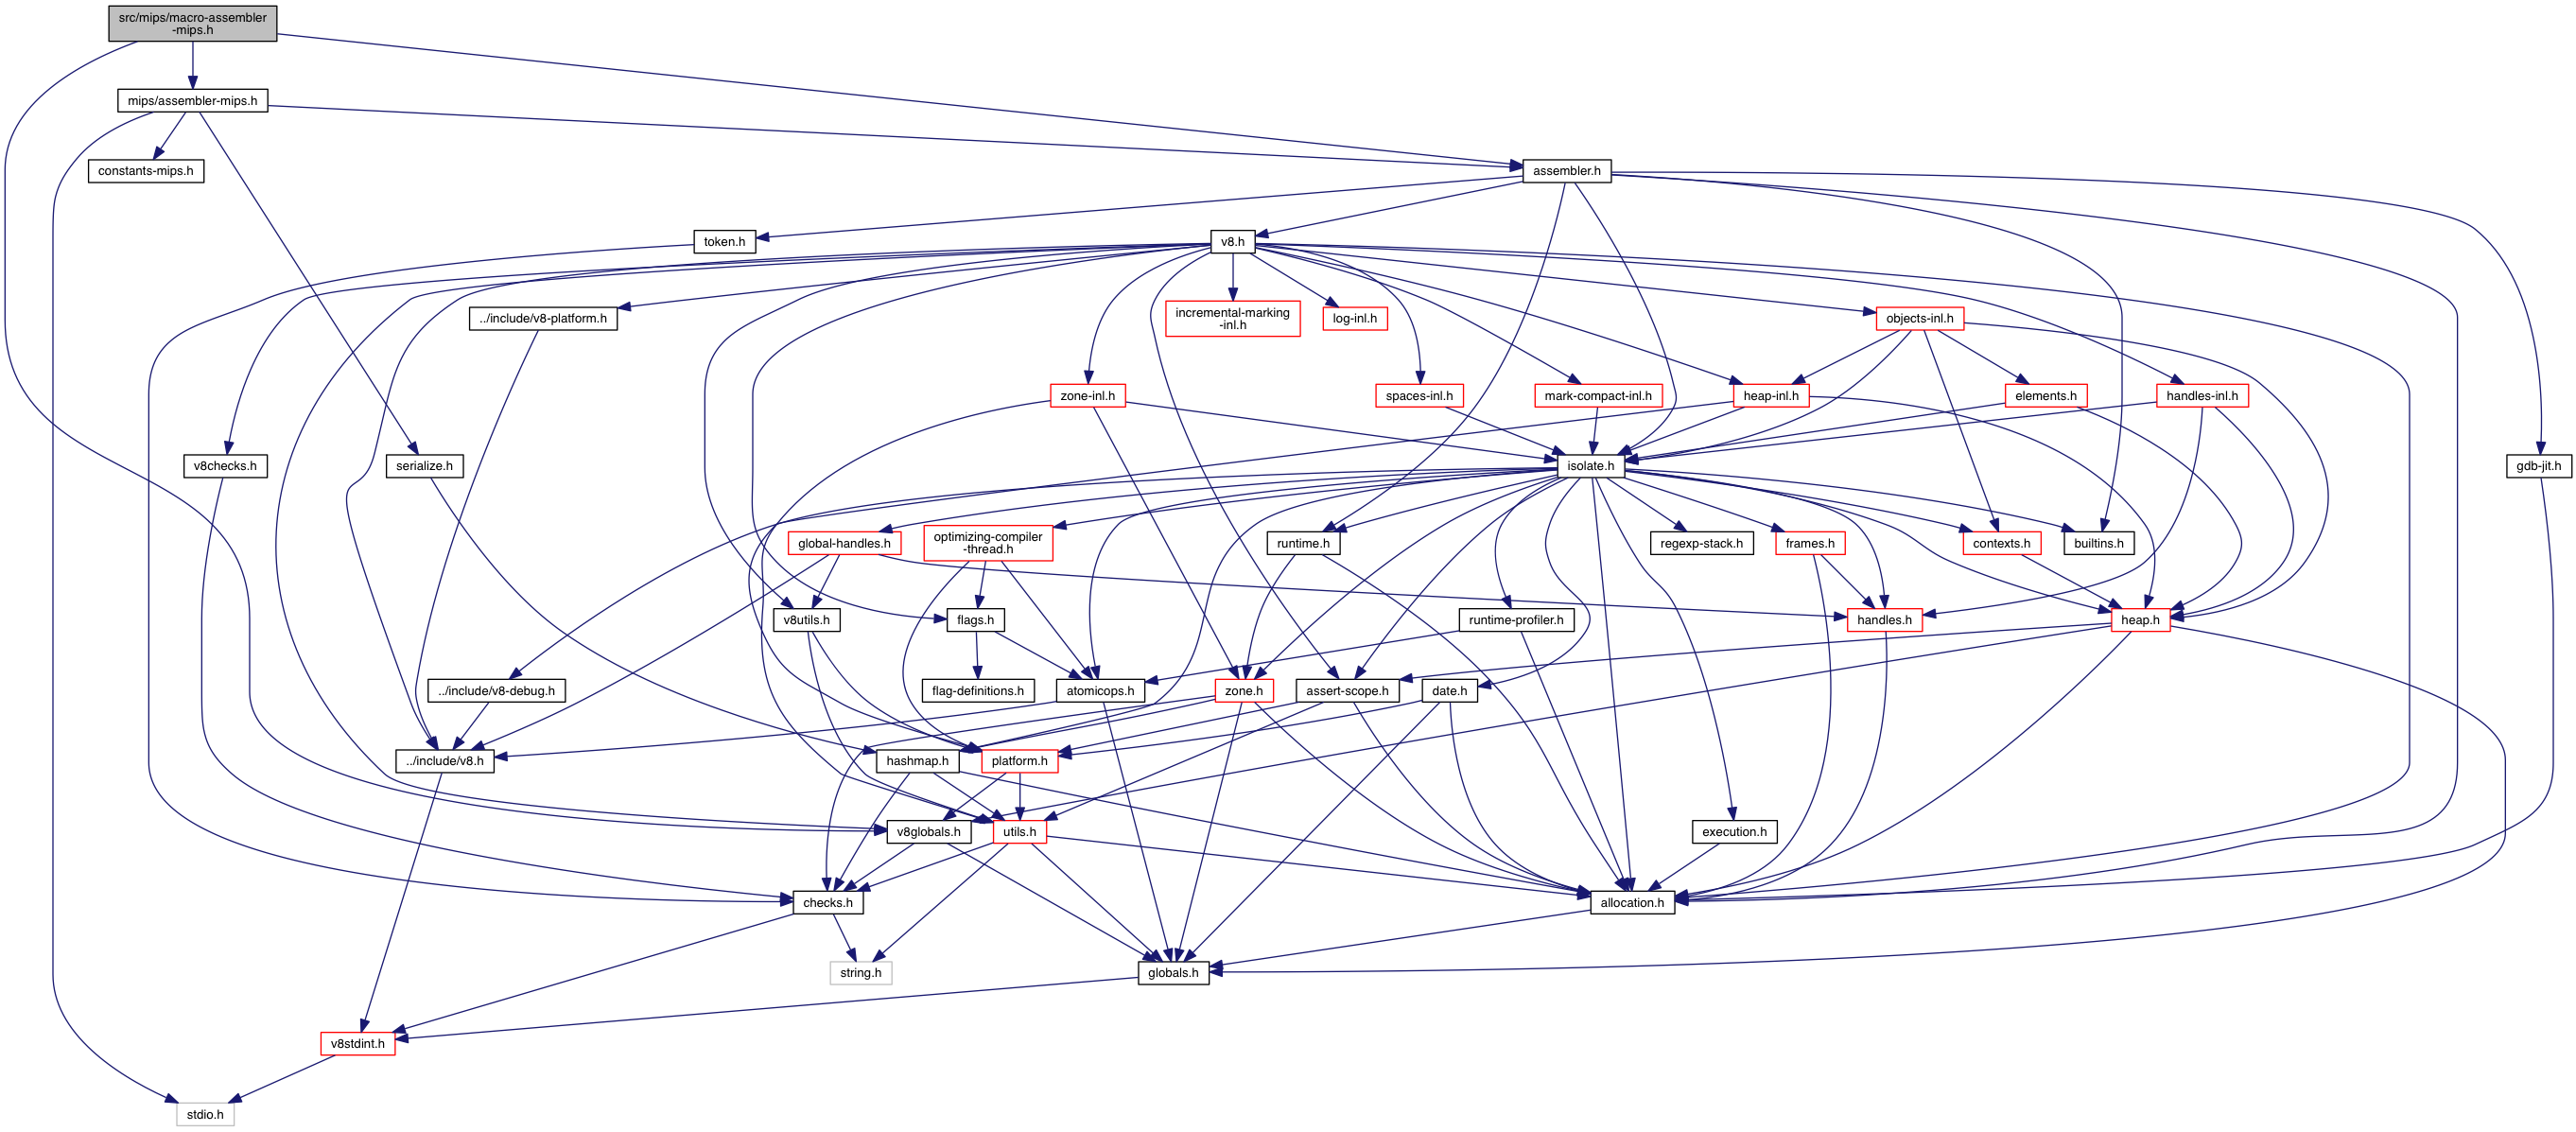 src/mips/macro-assembler
-mips.h
mips/assembler-mips.h
constants-mips.h
assembler.h
token.h
v8.h
../include/v8-platform.h
incremental-marking
-inl.h
log-inl.h
objects-inl.h
zone-inl.h
spaces-inl.h
mark-compact-inl.h
heap-inl.h
elements.h
handles-inl.h
v8checks.h
serialize.h
isolate.h
gdb-jit.h
global-handles.h
optimizing-compiler
-thread.h
runtime.h
regexp-stack.h
frames.h
contexts.h
builtins.h
v8utils.h
flags.h
runtime-profiler.h
handles.h
heap.h
../include/v8-debug.h
flag-definitions.h
atomicops.h
zone.h
assert-scope.h
date.h
../include/v8.h
hashmap.h
platform.h
v8globals.h
utils.h
execution.h
checks.h
allocation.h
string.h
globals.h
v8stdint.h
stdio.h